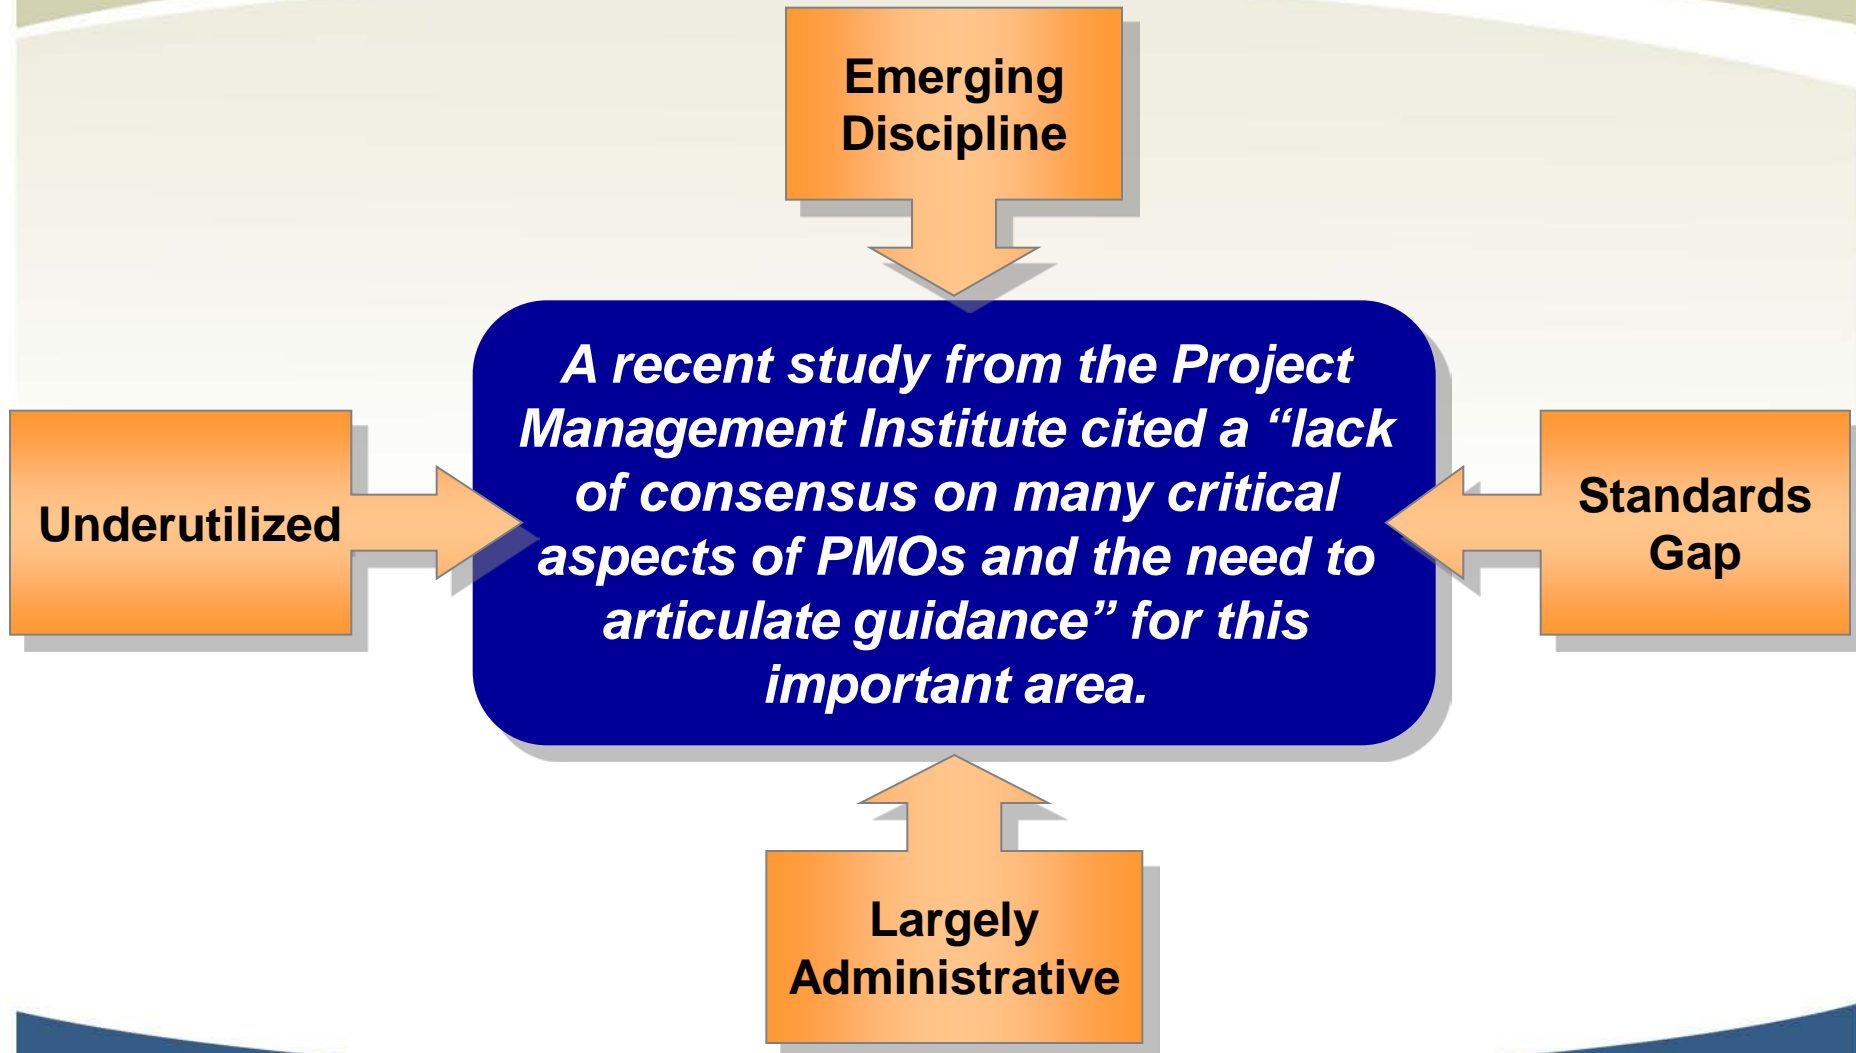 Emerging
Discipline
A recent study from the Project
Management Institute cited a “lack
of consensus on many critical
aspects of PMOs and the need to
articulate guidance” for this
important area.
Underutilized
Standards
Gap
Largely
Administrative